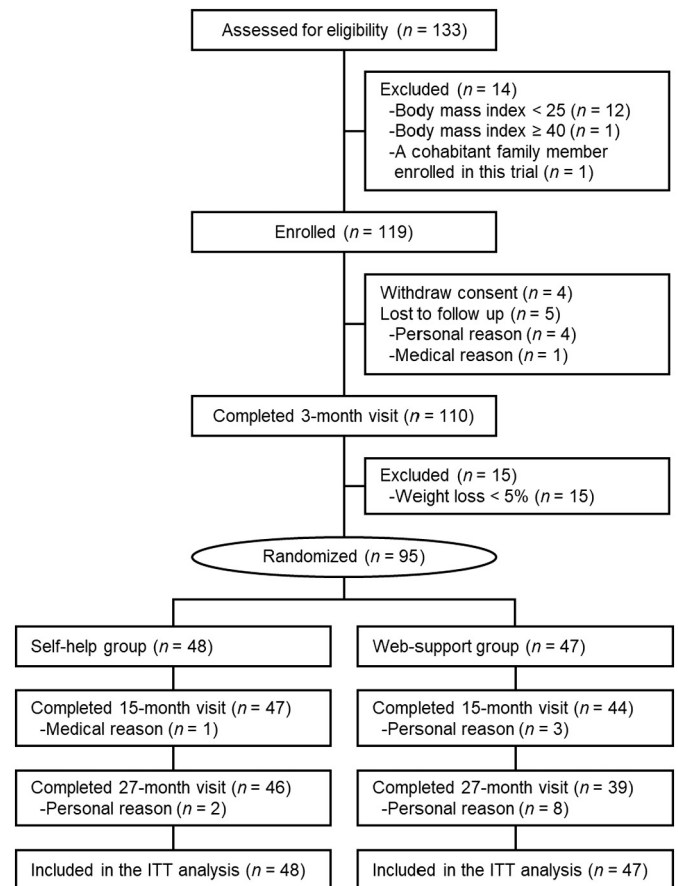 Assessed for eligibility (n = 133)
Excluded (n = 14)
-Body mass index < 25 (n = 12)
-Body mass index ≥ 40 (n = 1)
-A cohabitant family member
enrolled in this trial (n = 1)
Enrolled (n = 119)
Withdraw consent (n = 4)
Lost to follow up (n = 5)
-Personal reason (n = 4)
-Medical reason (n = 1)
Completed 3-month visit (n = 110)
Excluded (n = 15)
-Weight loss < 5% (n = 15)
Randomized (n = 95)
Self-help group (n = 48)
Web-support group (n = 47)
Completed 15-month visit (n = 47)
-Medical reason (n = 1)
Completed 15-month visit (n = 44)
-Personal reason (n = 3)
Completed 27-month visit (n = 46)
-Personal reason (n = 2)
Completed 27-month visit (n = 39)
-Personal reason (n = 8)
Included in the ITT analysis (n = 48)
Included in the ITT analysis (n = 47)